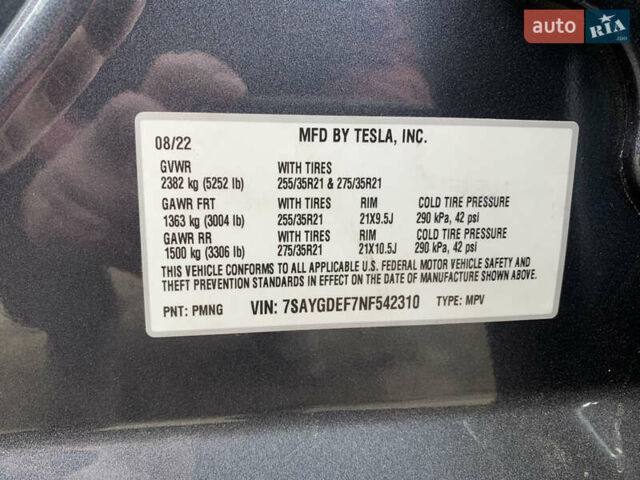 auto RIA.com
08/22 MFD BY TESLA, INC.
GVWR WITH TIRES
2382 kg (5252 lb) 255/35R21 & 275/35R21
GAWR FRT WITH TIRES RIM COLD TIRE PRESSURE
1363 kg (3004 lb) 255/35R21 21X9.5J 290 kPa, 42 psi
GAWR RR WITH TIRES RIM COLD TIRE PRESSURE
1500 kg (3306 lb) 275/35R21 21X10.5J 290 kPa, 42 psi
THIS VEHICLE CONFORMS TO ALL APPLICABLE U.S. FEDERAL MOTOR VEHICLE SAFETY AND
THEFT PREVENTION STANDARDS IN EFFECT ON THE DATE OF MANUFACTURE SHOWN ABOVE.
PNT: PMNG VIN: 7SAYGDEF7NF542310 TYPE: MPV